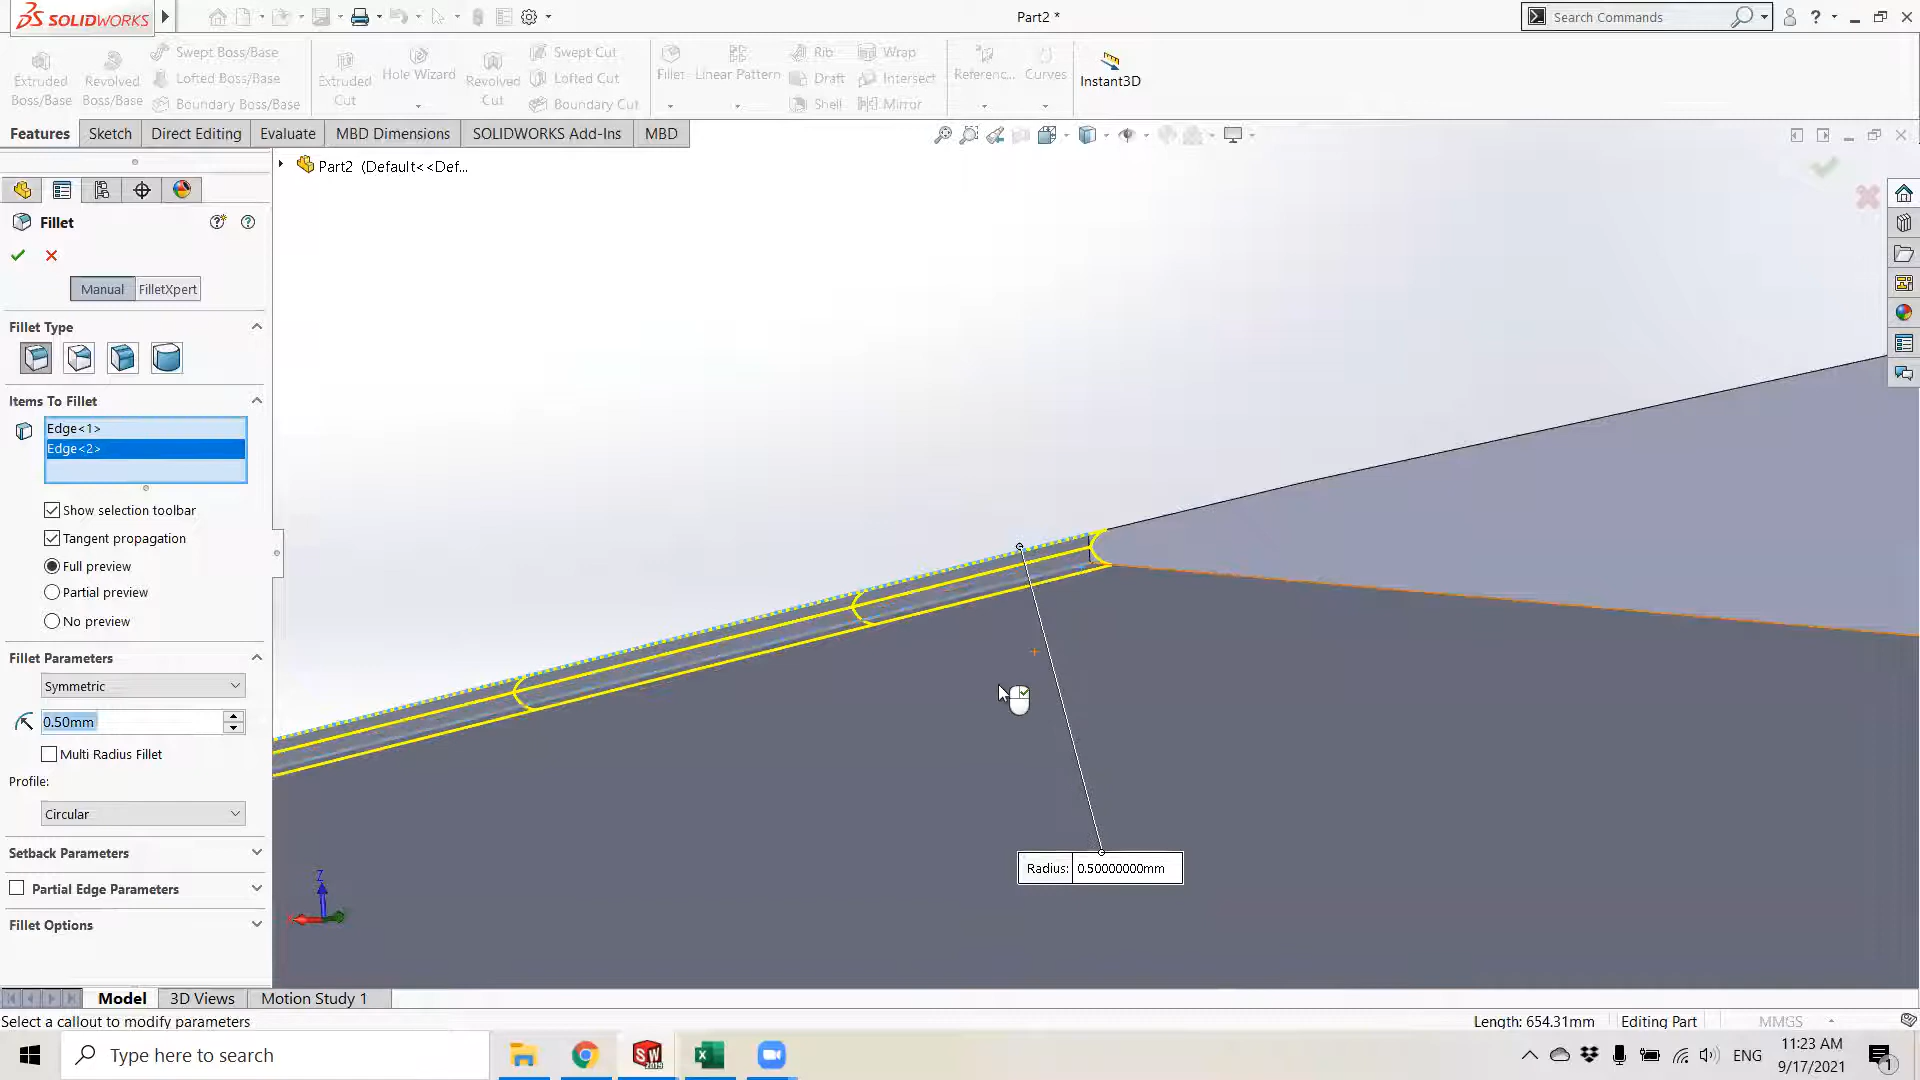 SOLIDWORKS
Part2 *
Search Commands
Extruded Boss/Base
Revolved Boss/Base
Swept Boss/Base
Lofted Boss/Base
Boundary Boss/Base
Extruded Cut
Hole Wizard
Revolved Cut
Swept Cut
Lofted Cut
Boundary Cut
Fillet
Linear Pattern
Rib
Draft
Shell
Wrap
Intersect
Mirror
Referenc...
Curves
Instant3D
Features
Sketch
Direct Editing
Evaluate
MBD Dimensions
SOLIDWORKS Add-Ins
MBD
Part2 (Default<<Def...
Fillet
Manual
FilletXpert
Fillet Type
Items To Fillet
Edge<1>
Edge<2>
Show selection toolbar
Tangent propagation
Full preview
Partial preview
No preview
Fillet Parameters
Symmetric
0.50mm
Multi Radius Fillet
Profile:
Circular
Setback Parameters
Partial Edge Parameters
Fillet Options
Z
Radius: 0.50000000mm
Model
3D Views
Motion Study 1
Select a callout to modify parameters
Length: 654.31mm
Editing Part
MMGS
Type here to search
SW
2019
ENG
11:23 AM
9/17/2021
1